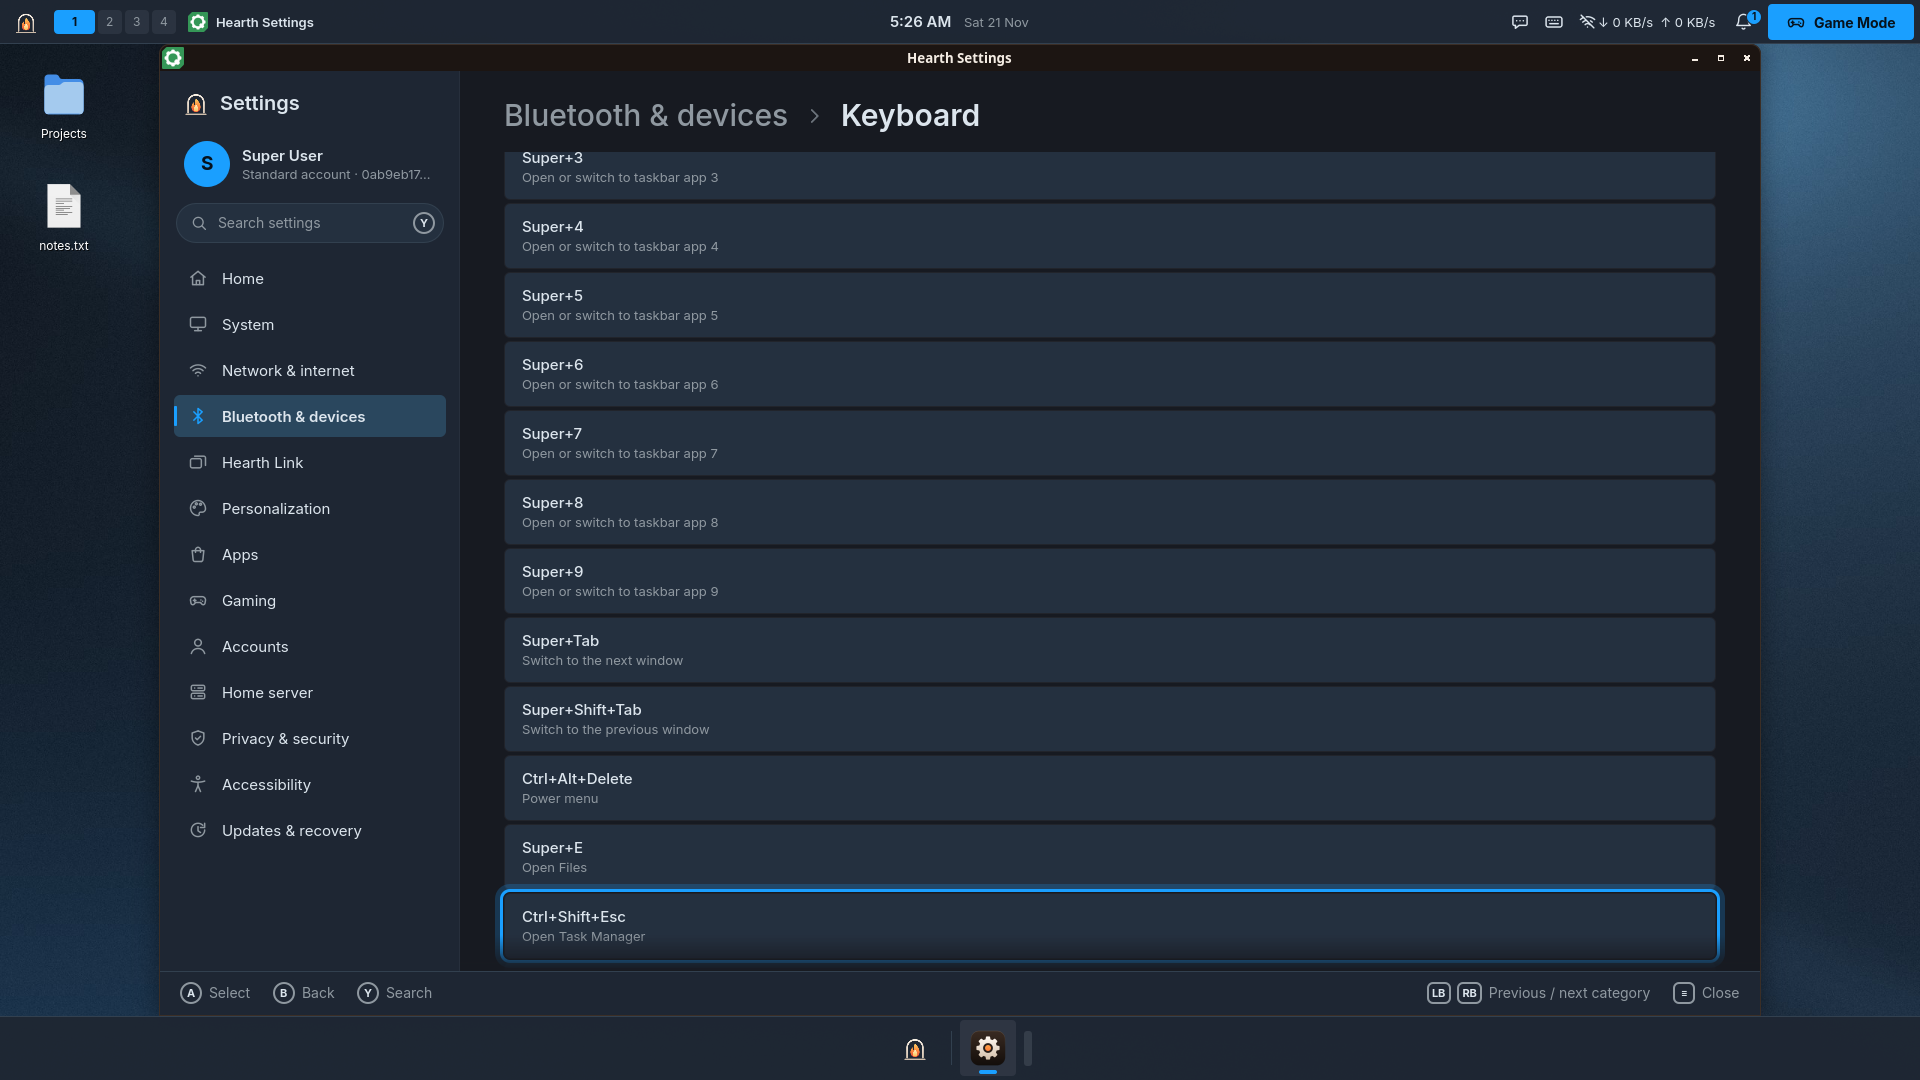 1
2
3
4
Hearth Settings
5:26 AM
Sat 21 Nov
↓ 0 KB/s ↑ 0 KB/s
1
Game Mode
Hearth Settings
Projects
notes.txt
Settings
S
Super User
Standard account · 0ab9eb17...
Search settings
Y
Home
System
Network & internet
Bluetooth & devices
Hearth Link
Personalization
Apps
Gaming
Accounts
Home server
Privacy & security
Accessibility
Updates & recovery
Bluetooth & devices > Keyboard
Super+3
Open or switch to taskbar app 3
Super+4
Open or switch to taskbar app 4
Super+5
Open or switch to taskbar app 5
Super+6
Open or switch to taskbar app 6
Super+7
Open or switch to taskbar app 7
Super+8
Open or switch to taskbar app 8
Super+9
Open or switch to taskbar app 9
Super+Tab
Switch to the next window
Super+Shift+Tab
Switch to the previous window
Ctrl+Alt+Delete
Power menu
Super+E
Open Files
Ctrl+Shift+Esc
Open Task Manager
A Select B Back Y Search
LB RB Previous / next category ≡ Close